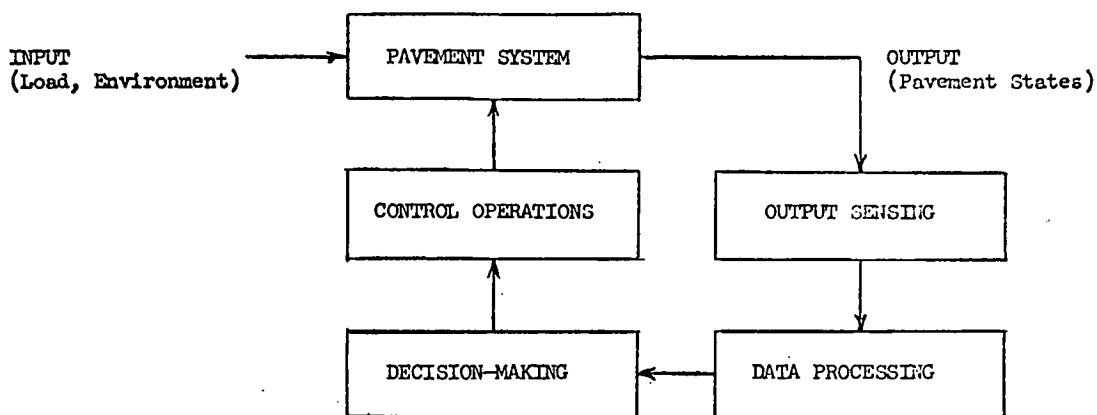 INPUT
(Load, Environment)
PAVEMENT SYSTEM
OUTPUT
(Pavement States)
CONTROL OPERATIONS
OUTPUT SENSING
DECISION-MAKING
DATA PROCESSING